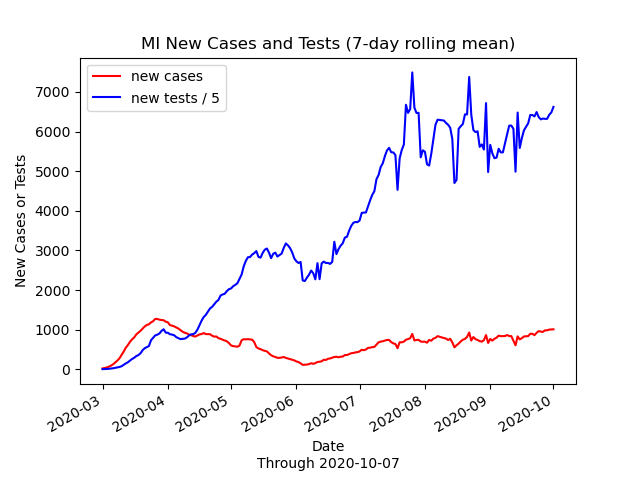 MI New Cases and Tests (7-day rolling mean)
new cases
new tests / 5
New Cases or Tests
7000
6000
5000
4000
3000
2000
1000
0
2020-03
2020-04
2020-05
2020-06
2020-07
2020-08
2020-09
2020-10
Date
Through 2020-10-07